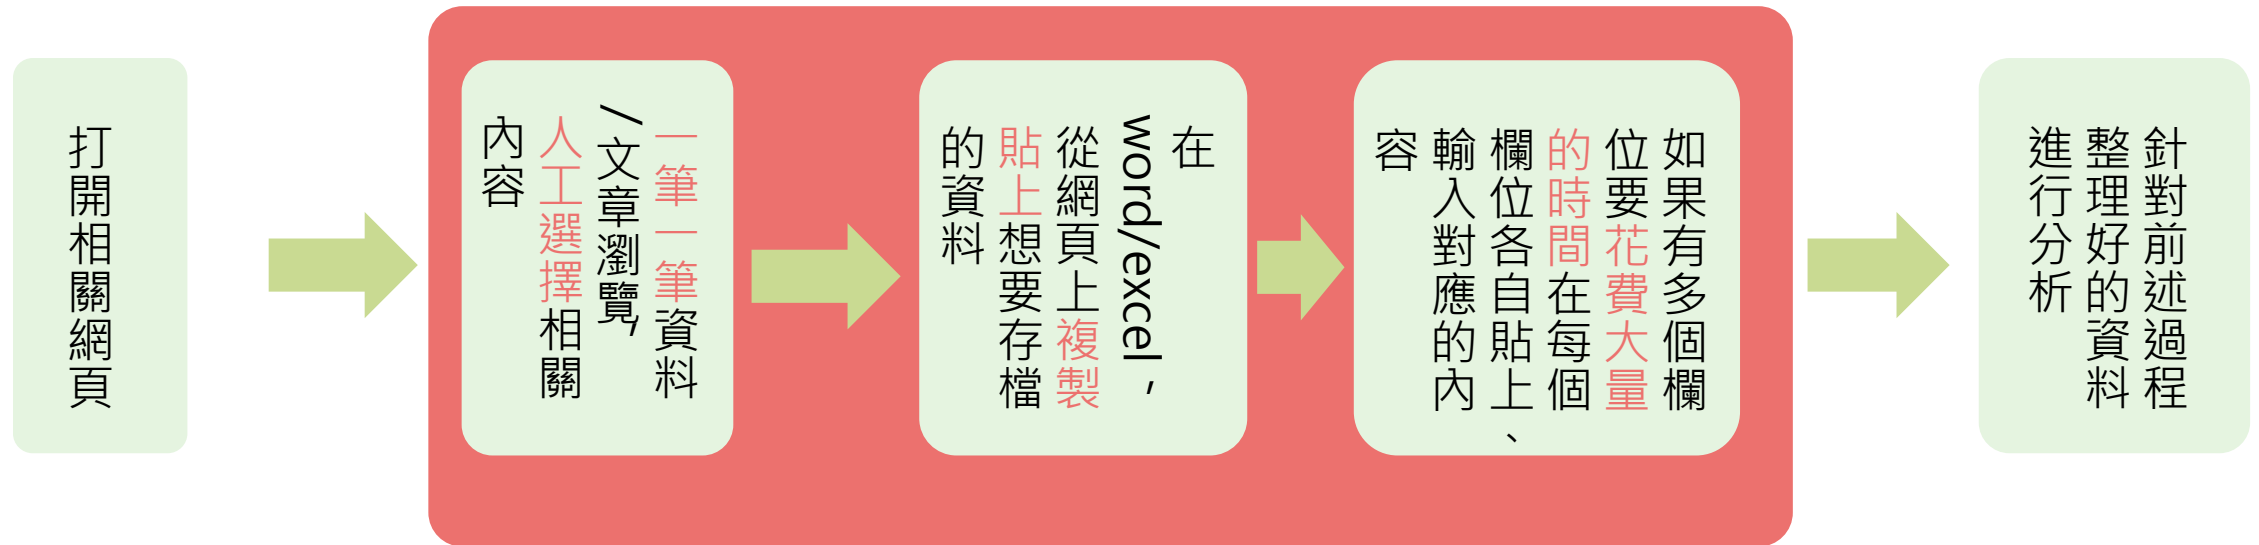 打開相關網頁
一筆一筆資料
/文章瀏覽，
人工選擇相關
內容
在
word/excel，
從網頁上複製
貼上想要存檔
的資料
如果有多個欄
位要花費大量
的時間在每個
欄位各自貼上、
輸入對應的內
容
針對前述過程
整理好的資料
進行分析